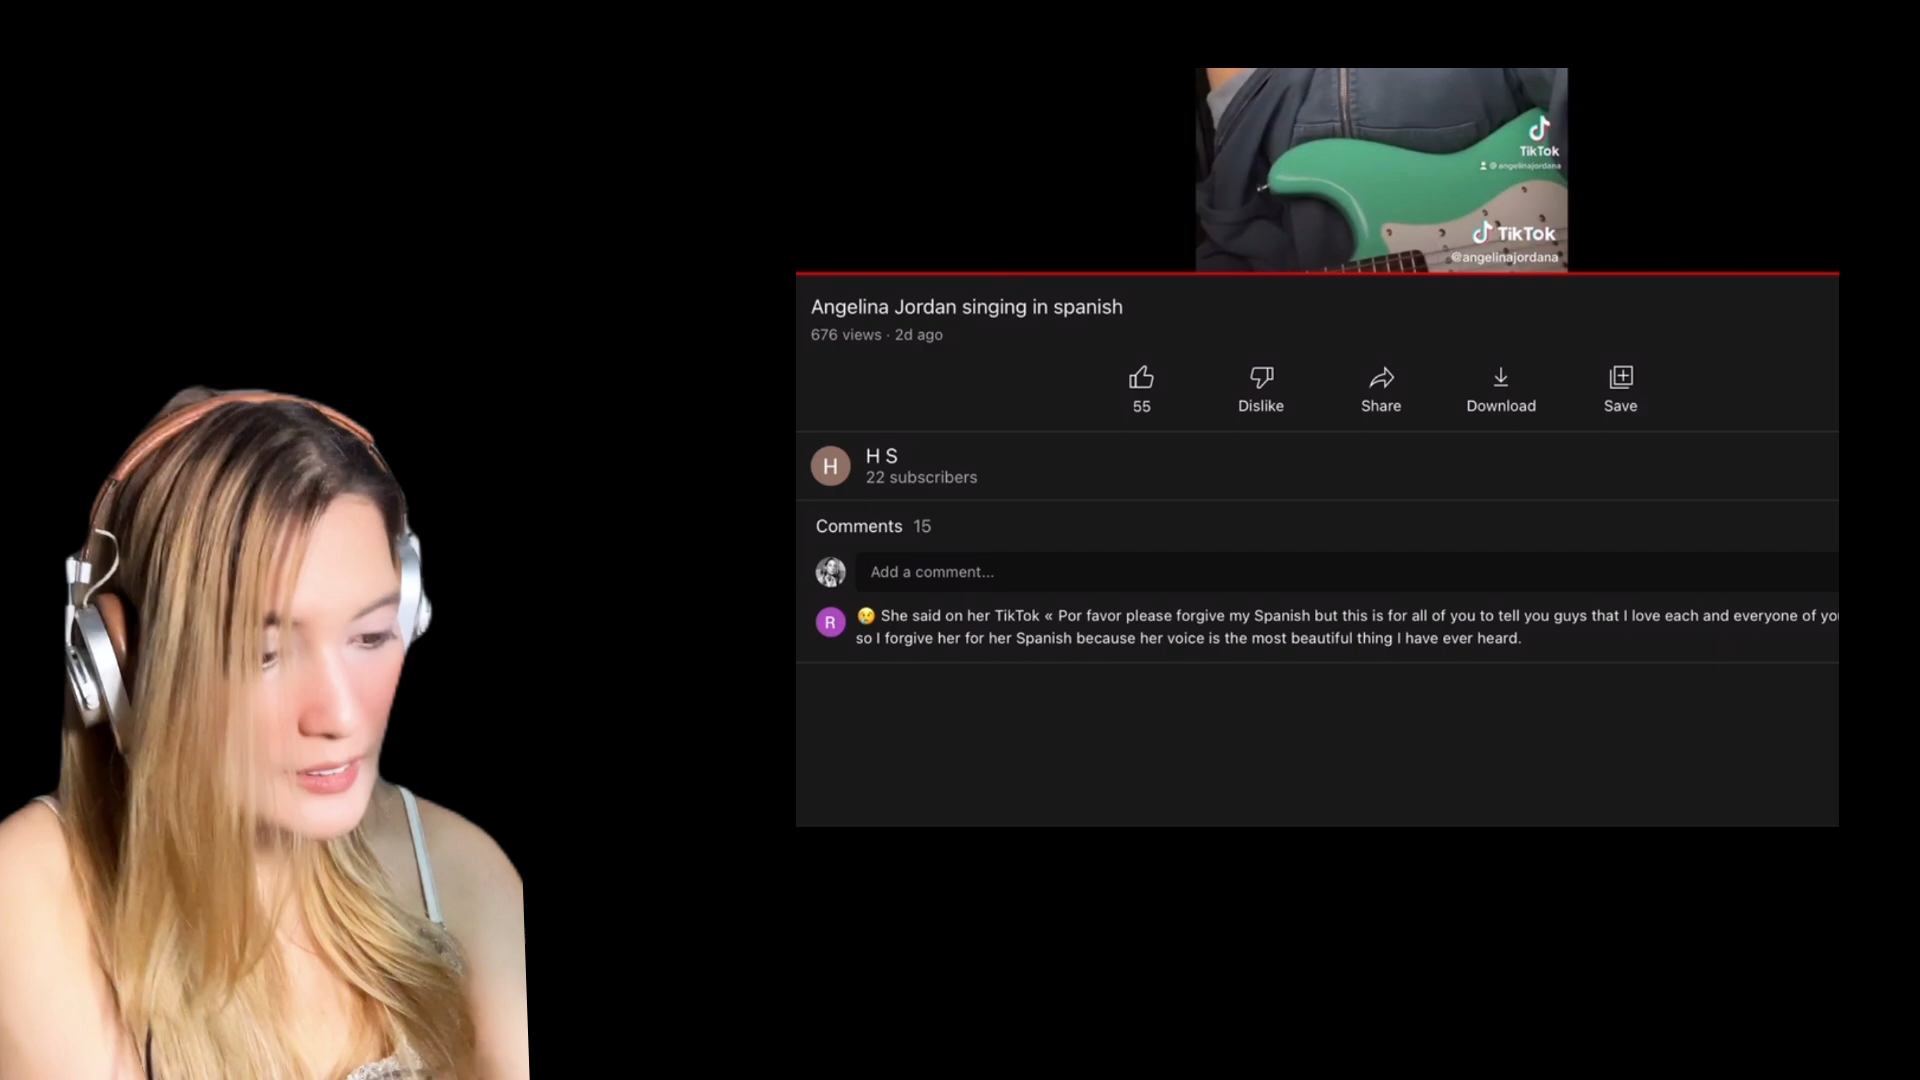 TikTok
@angelinajordana
TikTok
@angelinajordana
Angelina Jordan singing in spanish
676 views · 2d ago
55
Dislike
Share
Download
Save
H
H S
22 subscribers
Comments 15
Add a comment...
R
😢 She said on her TikTok « Por favor please forgive my Spanish but this is for all of you to tell you guys that I love each and everyone of you
so I forgive her for her Spanish because her voice is the most beautiful thing I have ever heard.